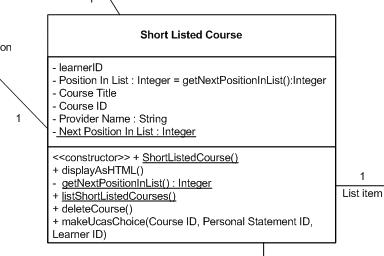 Short Listed Course
on
- learnerID
- Position In List : Integer = getNextPositionInList():Integer
- Course Title
- Course ID
- Provider Name : String
- Next Position In List : Integer
1
<<constructor>> + ShortListedCourse()
+ displayAsHTML()
- getNextPositionInList() : Integer
+ listShortListedCourses()
+ deleteCourse()
+ makeUcasChoice(Course ID, Personal Statement ID,
Learner ID)
1
List item